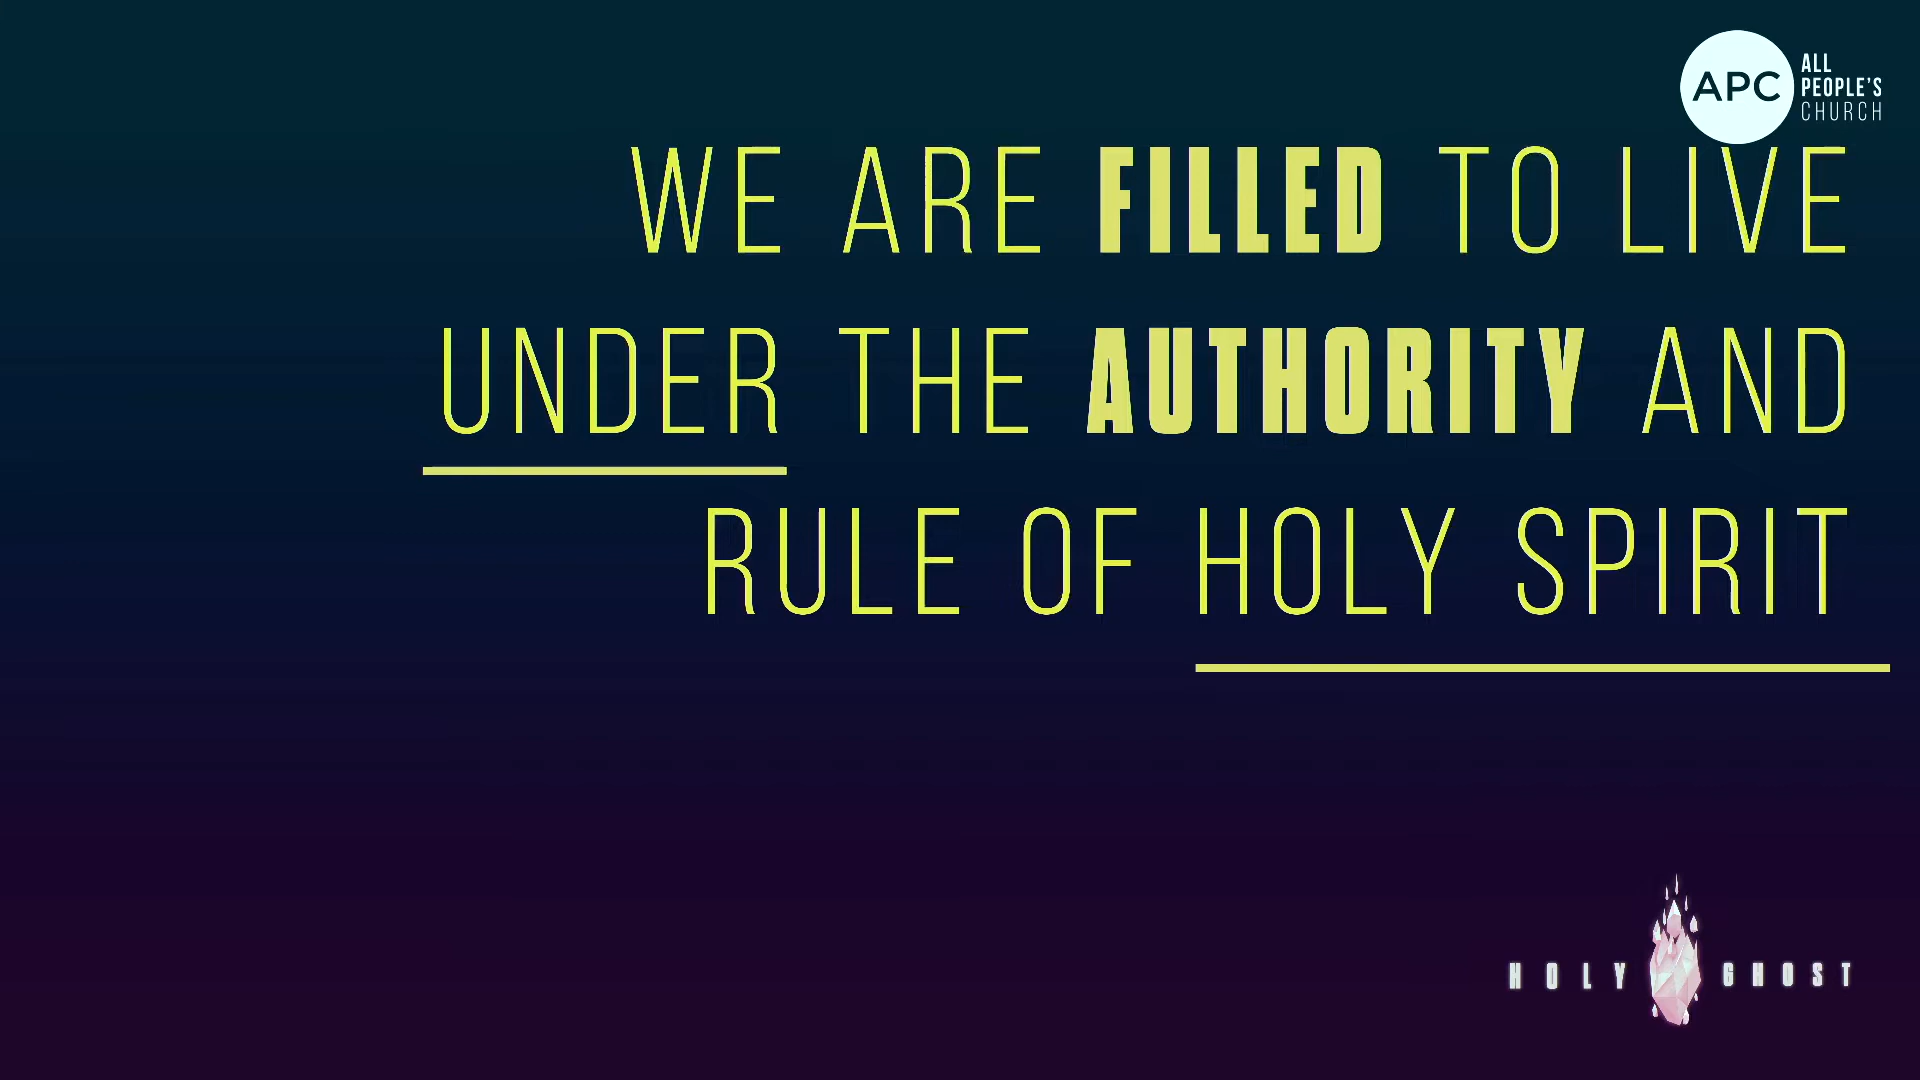 APC
ALL
PEOPLE'S
CHURCH
WE ARE FILLED TO LIVE
UNDER THE AUTHORITY AND
RULE OF HOLY SPIRIT
HOLY GHOST